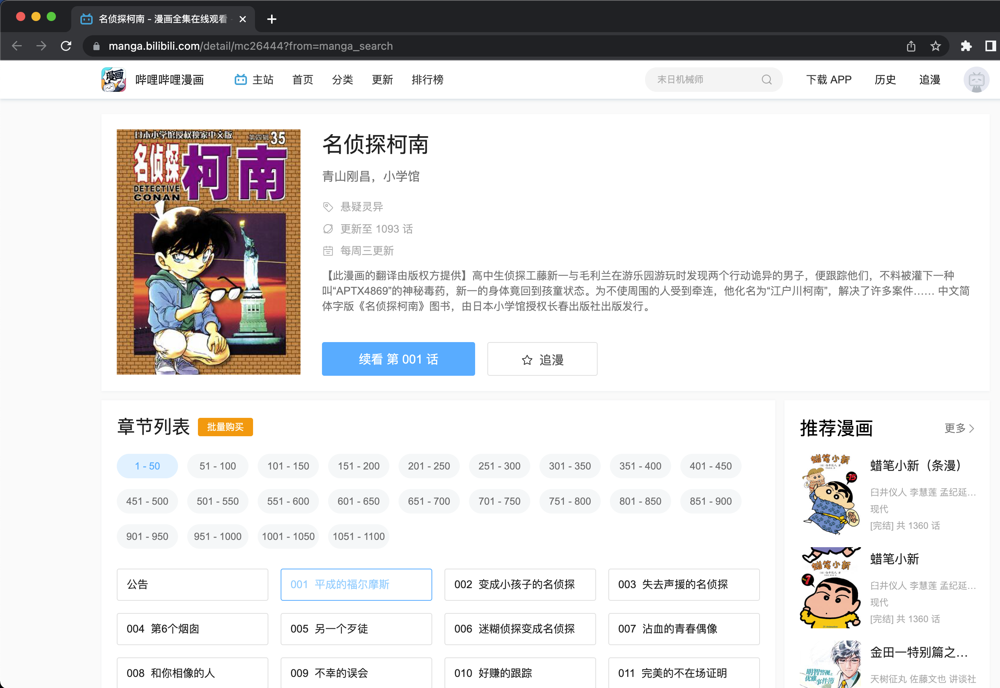 名侦探柯南 - 漫画全集在线观看 -
manga.bilibili.com/detail/mc26444?from=manga_search
漫画
哔哩哔哩漫画
主站
首页
分类
更新
排行榜
末日机械师
下载 APP
历史
追漫
日本小学馆授权独家中文版
第四辑 35
名侦探柯南
DETECTIVE
CONAN
名侦探柯南
青山刚昌，小学馆
悬疑灵异
更新至 1093 话
每周三更新
【此漫画的翻译由版权方提供】高中生侦探工藤新一与毛利兰在游乐园游玩时发现两个行动诡异的男子，便跟踪他们，不料被灌下一种
叫“APTX4869”的神秘毒药，新一的身体竟回到孩童状态。为不使周围的人受到牵连，他化名为“江户川柯南”，解决了许多案件…… 中文简
体字版《名侦探柯南》图书，由日本小学馆授权长春出版社出版发行。
续看 第 001 话
追漫
章节列表
批量购买
1 - 50
51 - 100
101 - 150
151 - 200
201 - 250
251 - 300
301 - 350
351 - 400
401 - 450
451 - 500
501 - 550
551 - 600
601 - 650
651 - 700
701 - 750
751 - 800
801 - 850
851 - 900
901 - 950
951 - 1000
1001 - 1050
1051 - 1100
公告
001 平成的福尔摩斯
002 变成小孩子的名侦探
003 失去声援的名侦探
004 第6个烟囱
005 另一个歹徒
006 迷糊侦探变成名侦探
007 沾血的青春偶像
008 和你相像的人
009 不幸的误会
010 好赚的跟踪
011 完美的不在场证明
推荐漫画
更多
蜡笔小新
15
蜡笔小新（条漫）
臼井仪人 李慧莲 孟纪延…
现代
[完结] 共 1360 话
蜡笔小新
蜡笔小新
臼井仪人 李慧莲 孟纪延…
现代
[完结] 共 1360 话
明智警视之
优雅事件簿
金田一特别篇之…
天树征丸 佐藤文也 讲谈社